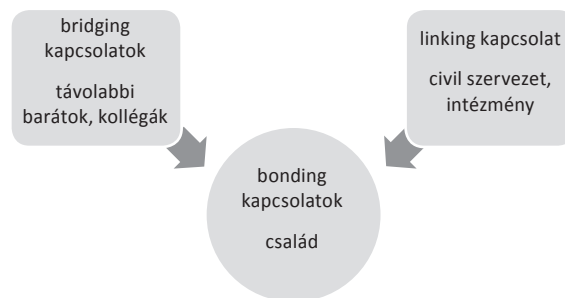 bridging
kapcsolatok
távolabbi
barátok, kollégák
linking kapcsolat
civil szervezet,
intézmény
bonding
kapcsolatok
család